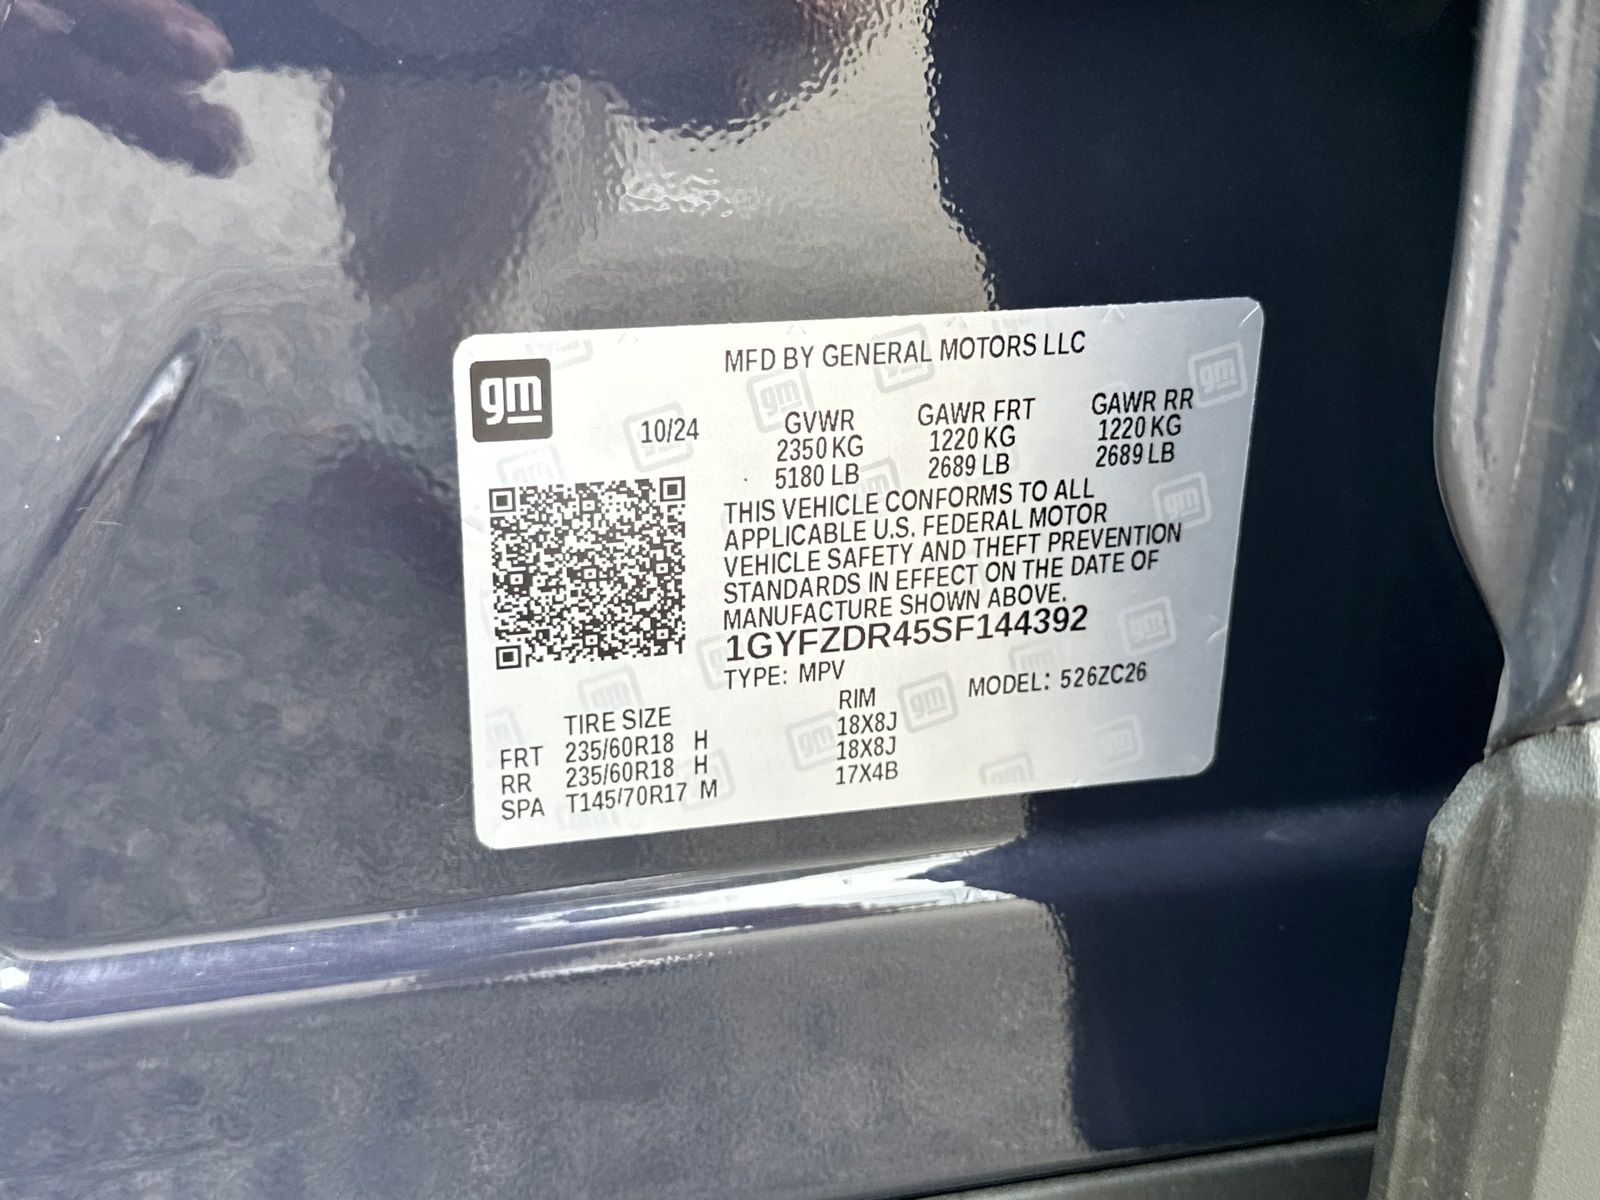 MFD BY GENERAL MOTORS LLC
gm
10/24
GVWR GAWR FRT GAWR RR
2350 KG 1220 KG 1220 KG
5180 LB 2689 LB 2689 LB
THIS VEHICLE CONFORMS TO ALL
APPLICABLE U.S. FEDERAL MOTOR
VEHICLE SAFETY AND THEFT PREVENTION
STANDARDS IN EFFECT ON THE DATE OF
MANUFACTURE SHOWN ABOVE.
1GYFZDR45SF144392
TYPE: MPV MODEL: 526ZC26
TIRE SIZE RIM
FRT 235/60R18 H 18X8J
RR 235/60R18 H 18X8J
SPA T145/70R17 M 17X4B